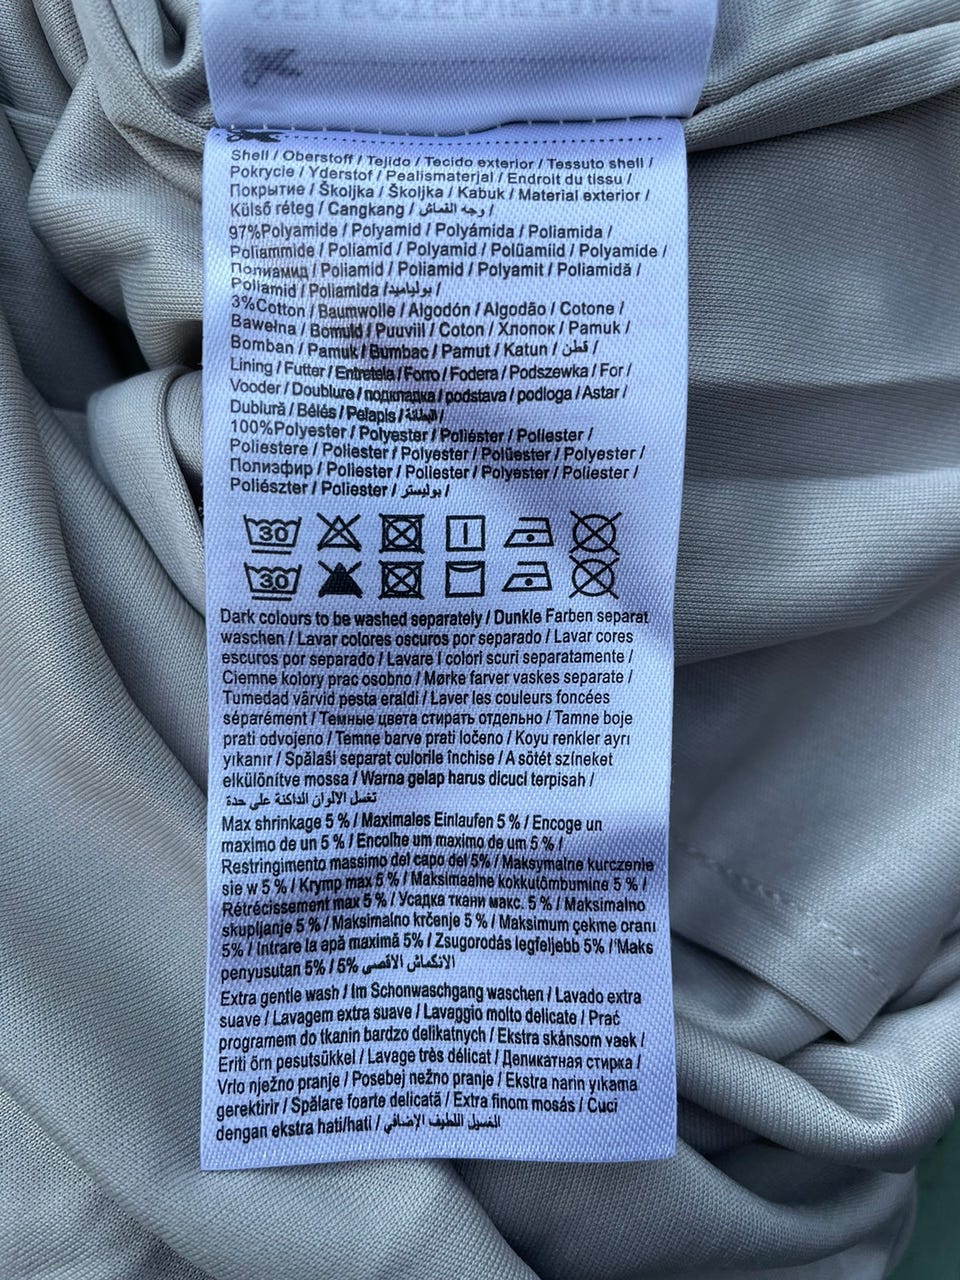 Shell / Oberstoff / Tejido / Tecido exterior / Tessuto shell /
Pokrycie / Yderstof / Pealismaterjal / Endroit du tissu /
Покрытие / Školjka / Školjka / Kabuk / Material exterior /
Külső réteg / Cangkang / وجه القماش /
97%Polyamide / Polyamid / Polyámida / Poliamida /
Poliammide / Poliamid / Polyamid / Polüamiid / Polyamide /
Полиамид / Poliamid / Poliamid / Polyamit / Poliamidă /
Poliamid / Poliamida /بولياميد /
3%Cotton / Baumwolle / Algodón / Algodão / Cotone /
Bawełna / Bomuld / Puuviil / Coton / Хлопок / Pamuk /
Bomban / Pamuk / Bumbac / Pamut / Katun / قطن /
Lining / Futter / Entretela / Forro / Fodera / Podszewka / For /
Vooder / Doublure / подкладка / podstava / podloga / Astar /
Dublură / Bélés / Pelapis / البطانة /
100%Polyester / Polyester / Poliéster / Poliester /
Poliestere / Poliester / Polyester / Polüester / Polyester /
Полиэфир / Poliester / Poliester / Polyester / Poliester /
Poliészter / Poliester / بوليستر /
30
30
Dark colours to be washed separately / Dunkle Farben separat
waschen / Lavar colores oscuros por separado / Lavar cores
escuros por separado / Lavare I colori scuri separatamente /
Ciemne kolory prac osobno / Mørke farver vaskes separate /
Tumedad värvid pesta eraldi / Laver les couleurs foncées
séparément / Темные цвета стирать отдельно / Tamne boje
prati odvojeno / Temne barve prati ločeno / Koyu renkler ayrı
yıkanır / Spălaši separat culorile închise / A sötét színeket
elkülönítve mossa / Warna gelap harus dicuci terpisah /
تغسل الالوان الداكنة على حدة
Max shrinkage 5 % / Maximales Einlaufen 5 % / Encoge un
maximo de un 5 % / Encolhe um maximo de um 5 % /
Restringimento massimo del capo del 5% / Maksymalne kurczenie
sie w 5 % / Krymp max 5 % / Maksimaalne kokkutõmbumine 5 % /
Rétrécissement max 5 % / Усадка ткани макс. 5 % / Maksimalno
skupljanje 5 % / Maksimalno krčenje 5 % / Maksimum çekme oranı
5% / Intrare la apă maximă 5% / Zsugorodás legfeljebb 5% / Maks
penyusutan 5% / الانكماش الاقصى 5%
Extra gentle wash / Im Schonwaschgang waschen / Lavado extra
suave / Lavagem extra suave / Lavaggio molto delicate / Prać
programem do tkanin bardzo delikatnych / Ekstra skånsom vask /
Eriti õrn pesutsükkel / Lavage très délicat / Деликатная стирка /
Vrlo nježno pranje / Posebej nežno pranje / Ekstra narin yıkama
gerektirir / Spălare foarte delicată / Extra finom mosás / Cuci
dengan ekstra hati/hati / الغسيل اللطيف الإضافي /